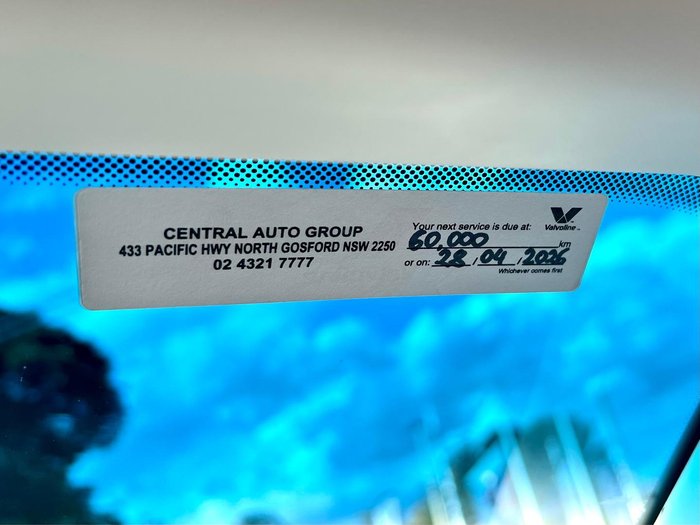 CENTRAL AUTO GROUP
433 PACIFIC HWY NORTH GOSFORD NSW 2250
02 4321 7777
Your next service is due at:
60,000 km
or on: 28 / 04 / 2026
Whichever comes first
Valvoline